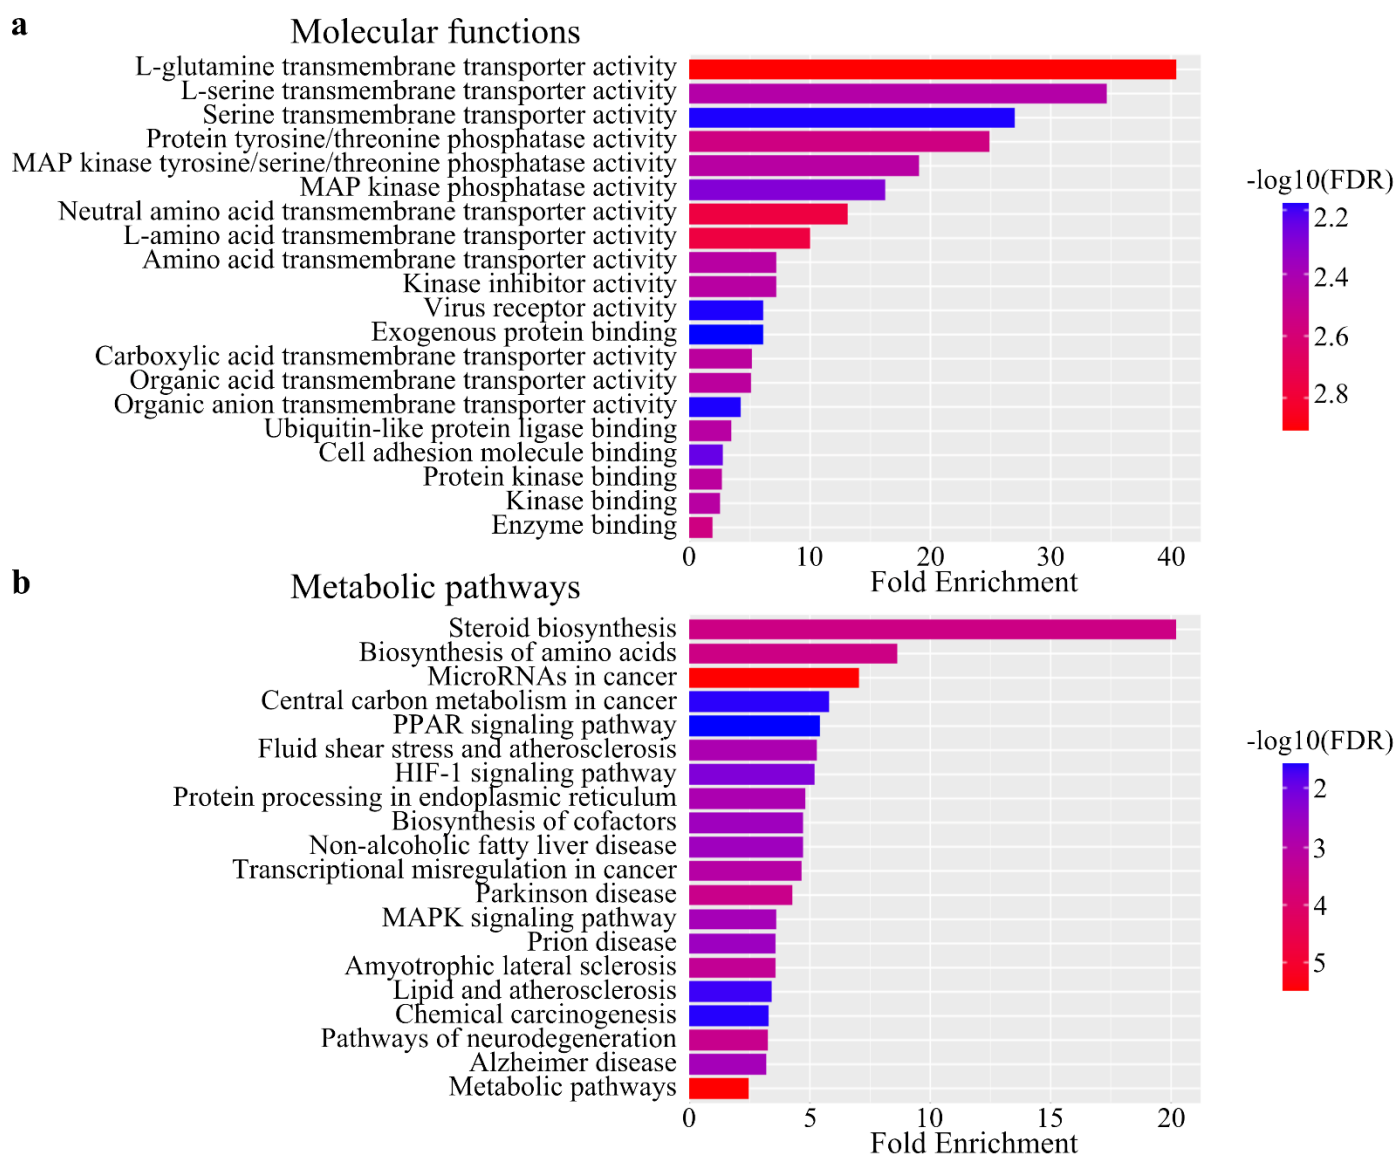 a
Molecular functions
L-glutamine transmembrane transporter activity
L-serine transmembrane transporter activity
Serine transmembrane transporter activity
Protein tyrosine/threonine phosphatase activity
MAP kinase tyrosine/serine/threonine phosphatase activity
MAP kinase phosphatase activity
Neutral amino acid transmembrane transporter activity
L-amino acid transmembrane transporter activity
Amino acid transmembrane transporter activity
Kinase inhibitor activity
Virus receptor activity
Exogenous protein binding
Carboxylic acid transmembrane transporter activity
Organic acid transmembrane transporter activity
Organic anion transmembrane transporter activity
Ubiquitin-like protein ligase binding
Cell adhesion molecule binding
Protein kinase binding
Kinase binding
Enzyme binding
0 10 20 30 40
Fold Enrichment
-log10(FDR)
2.2
2.4
2.6
2.8
b
Metabolic pathways
Steroid biosynthesis
Biosynthesis of amino acids
MicroRNAs in cancer
Central carbon metabolism in cancer
PPAR signaling pathway
Fluid shear stress and atherosclerosis
HIF-1 signaling pathway
Protein processing in endoplasmic reticulum
Biosynthesis of cofactors
Non-alcoholic fatty liver disease
Transcriptional misregulation in cancer
Parkinson disease
MAPK signaling pathway
Prion disease
Amyotrophic lateral sclerosis
Lipid and atherosclerosis
Chemical carcinogenesis
Pathways of neurodegeneration
Alzheimer disease
Metabolic pathways
0 5 10 15 20
Fold Enrichment
-log10(FDR)
2
3
4
5